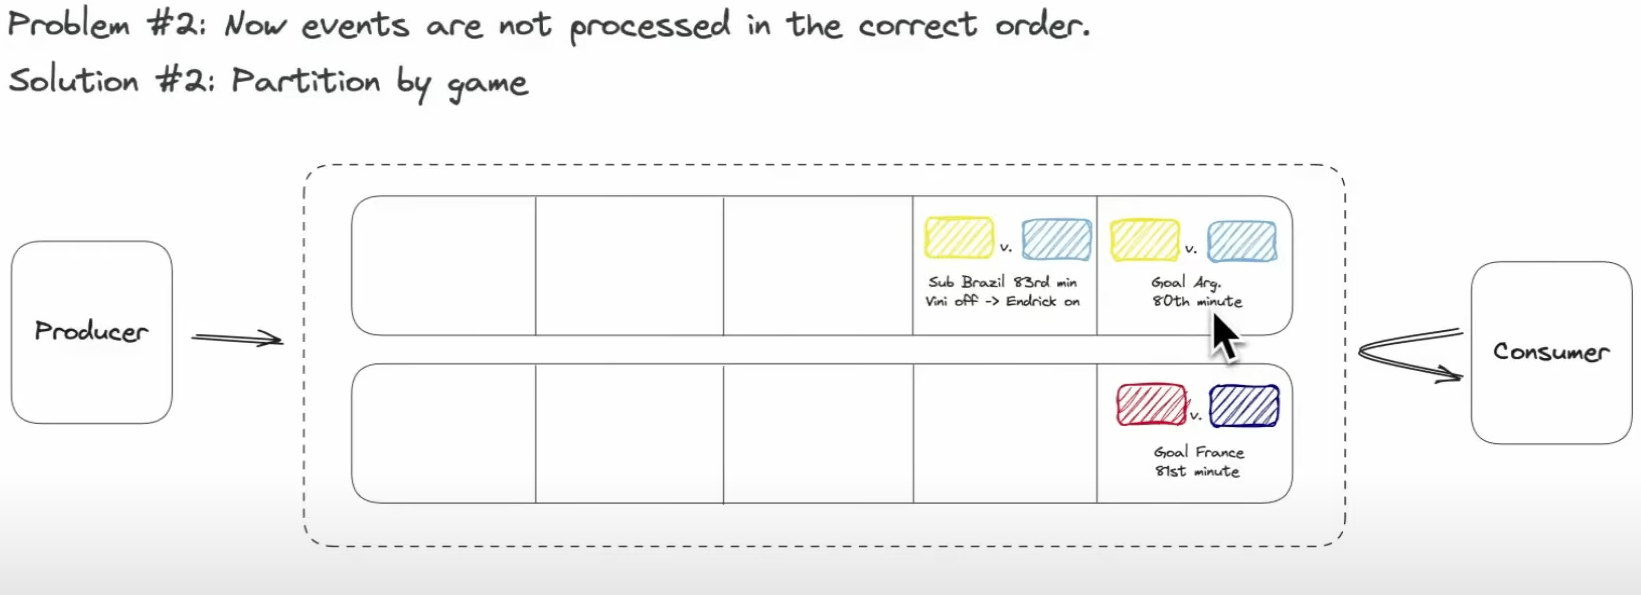 Problem #2: Now events are not processed in the correct order.
Solution #2: Partition by game
Producer
v.
Sub Brazil 83rd min
Vini off -> Endrick on
v.
Goal Arg.
80th minute
v.
Goal France
81st minute
Consumer